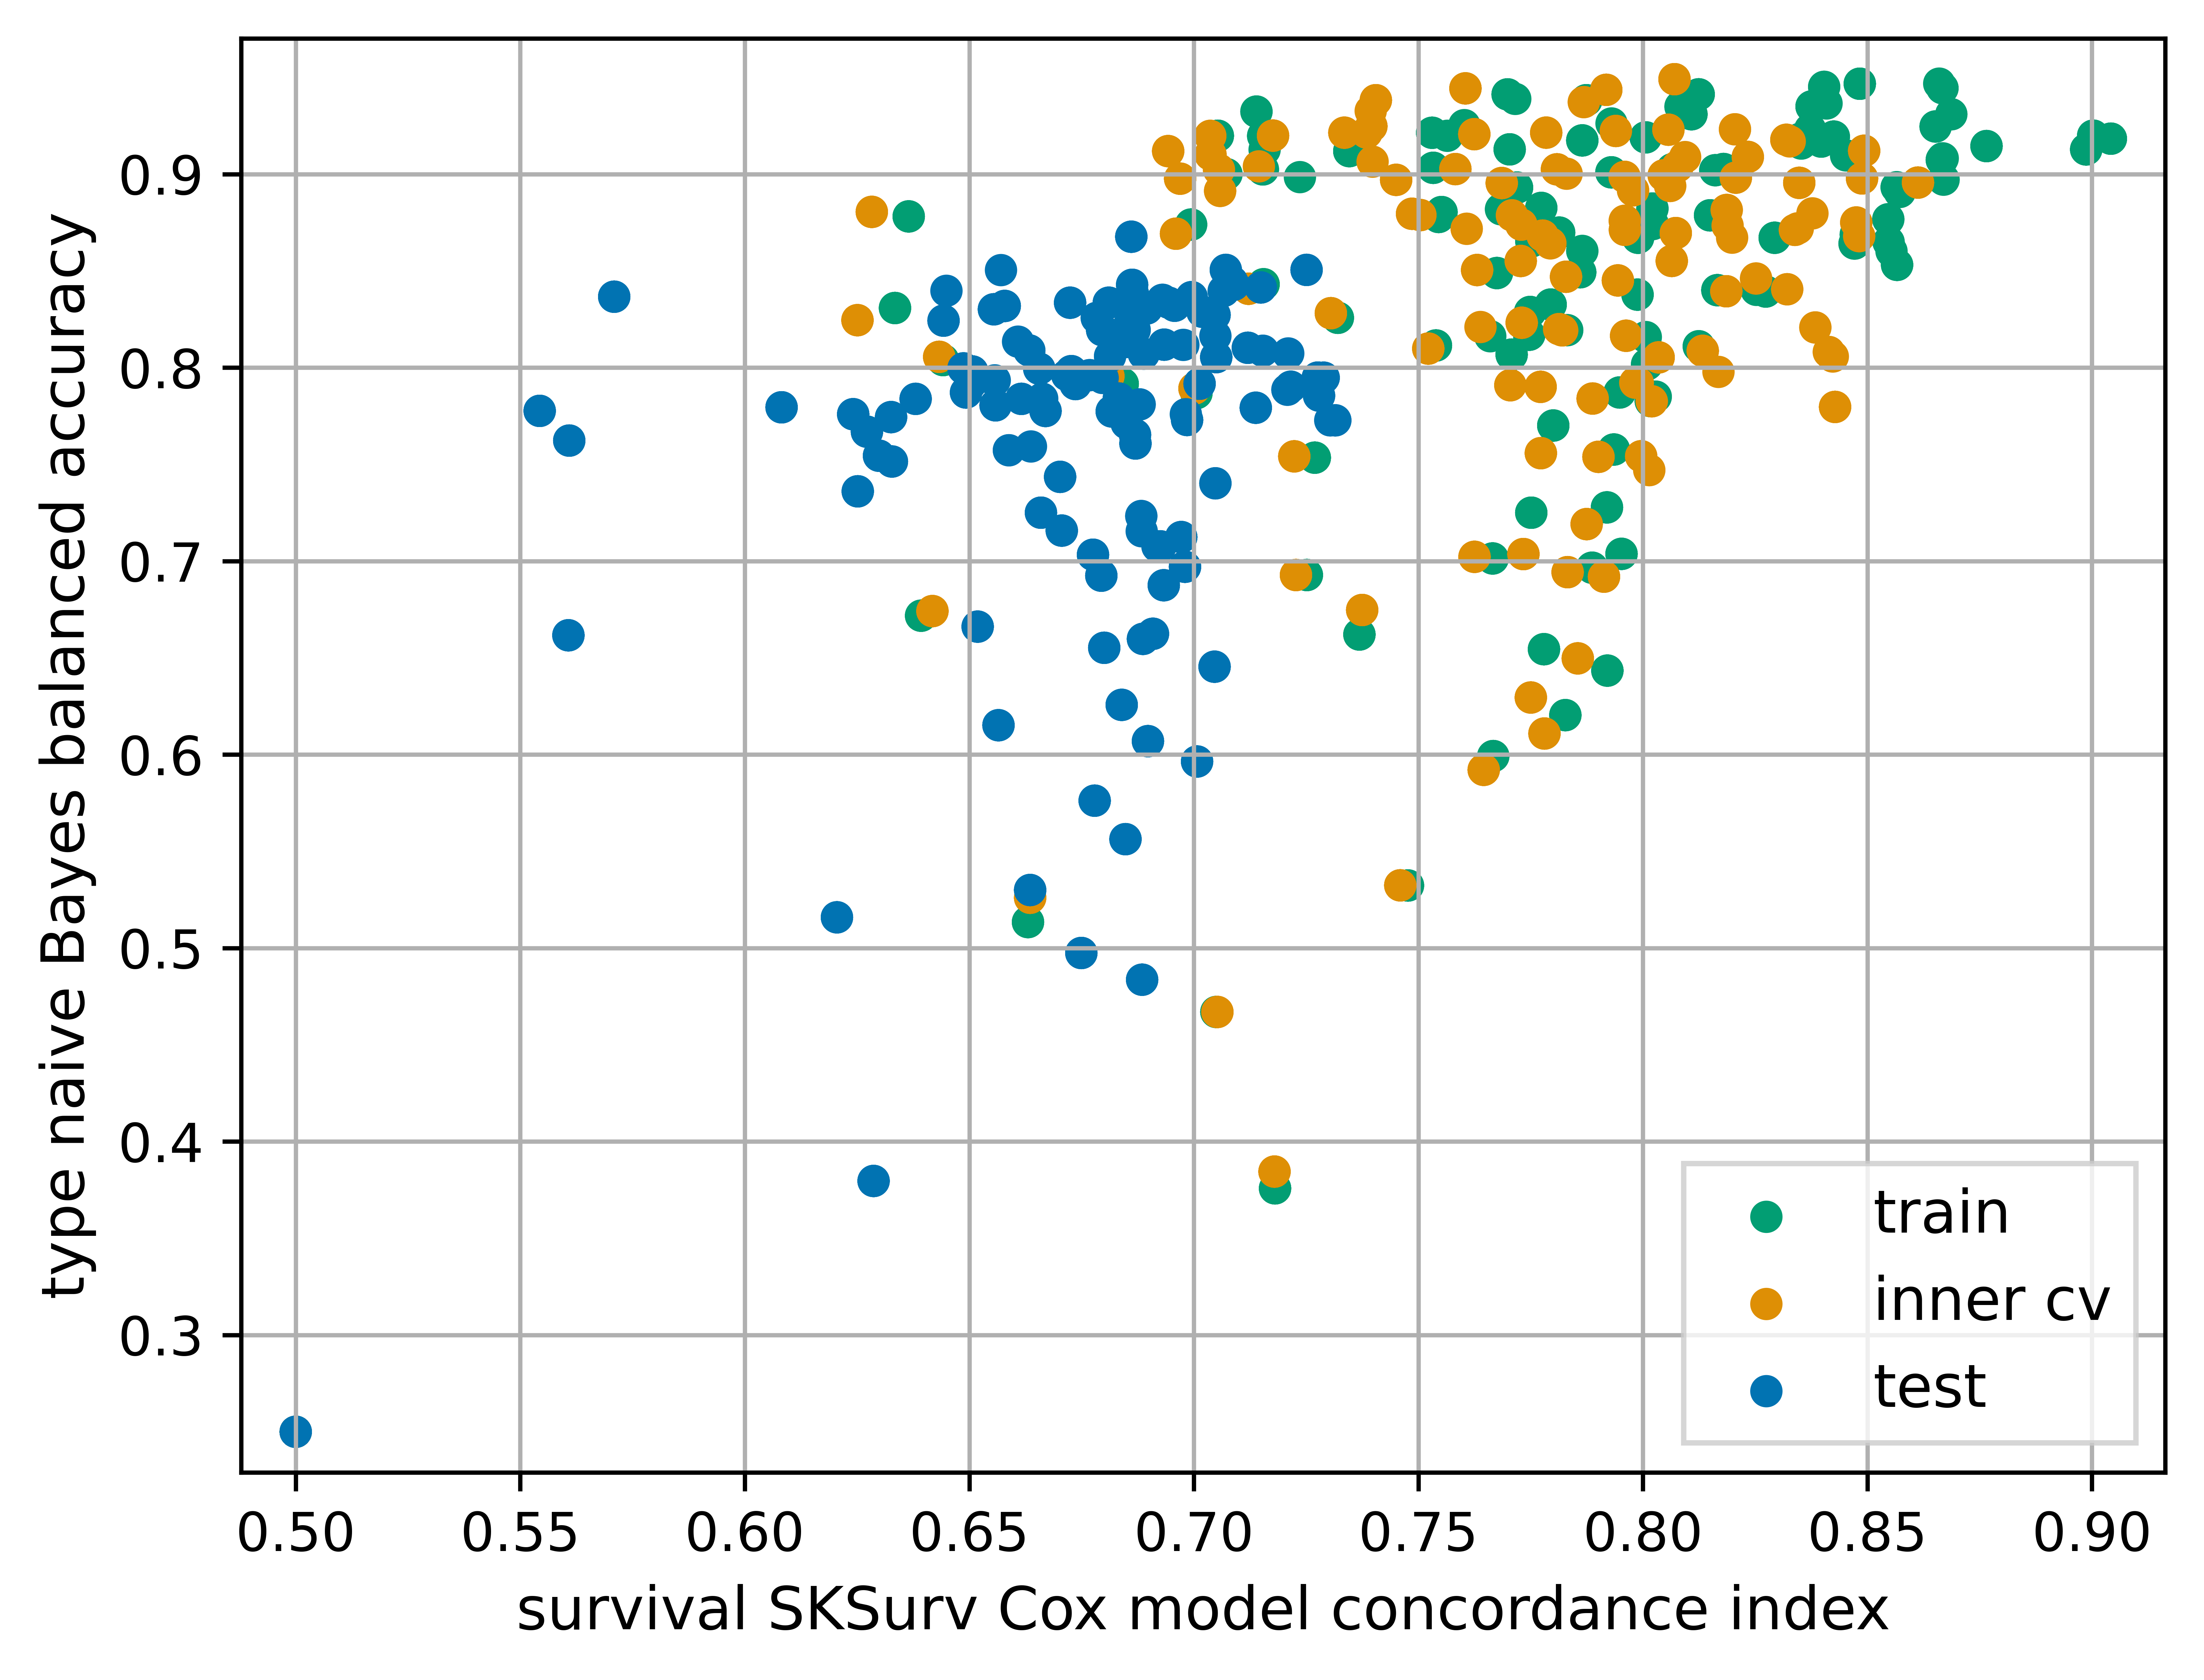 type naive Bayes balanced accuracy
0.9
0.8
0.7
0.6
0.5
0.4
0.3
train
inner cv
test
0.50 0.55 0.60 0.65 0.70 0.75 0.80 0.85 0.90
survival SKSurv Cox model concordance index